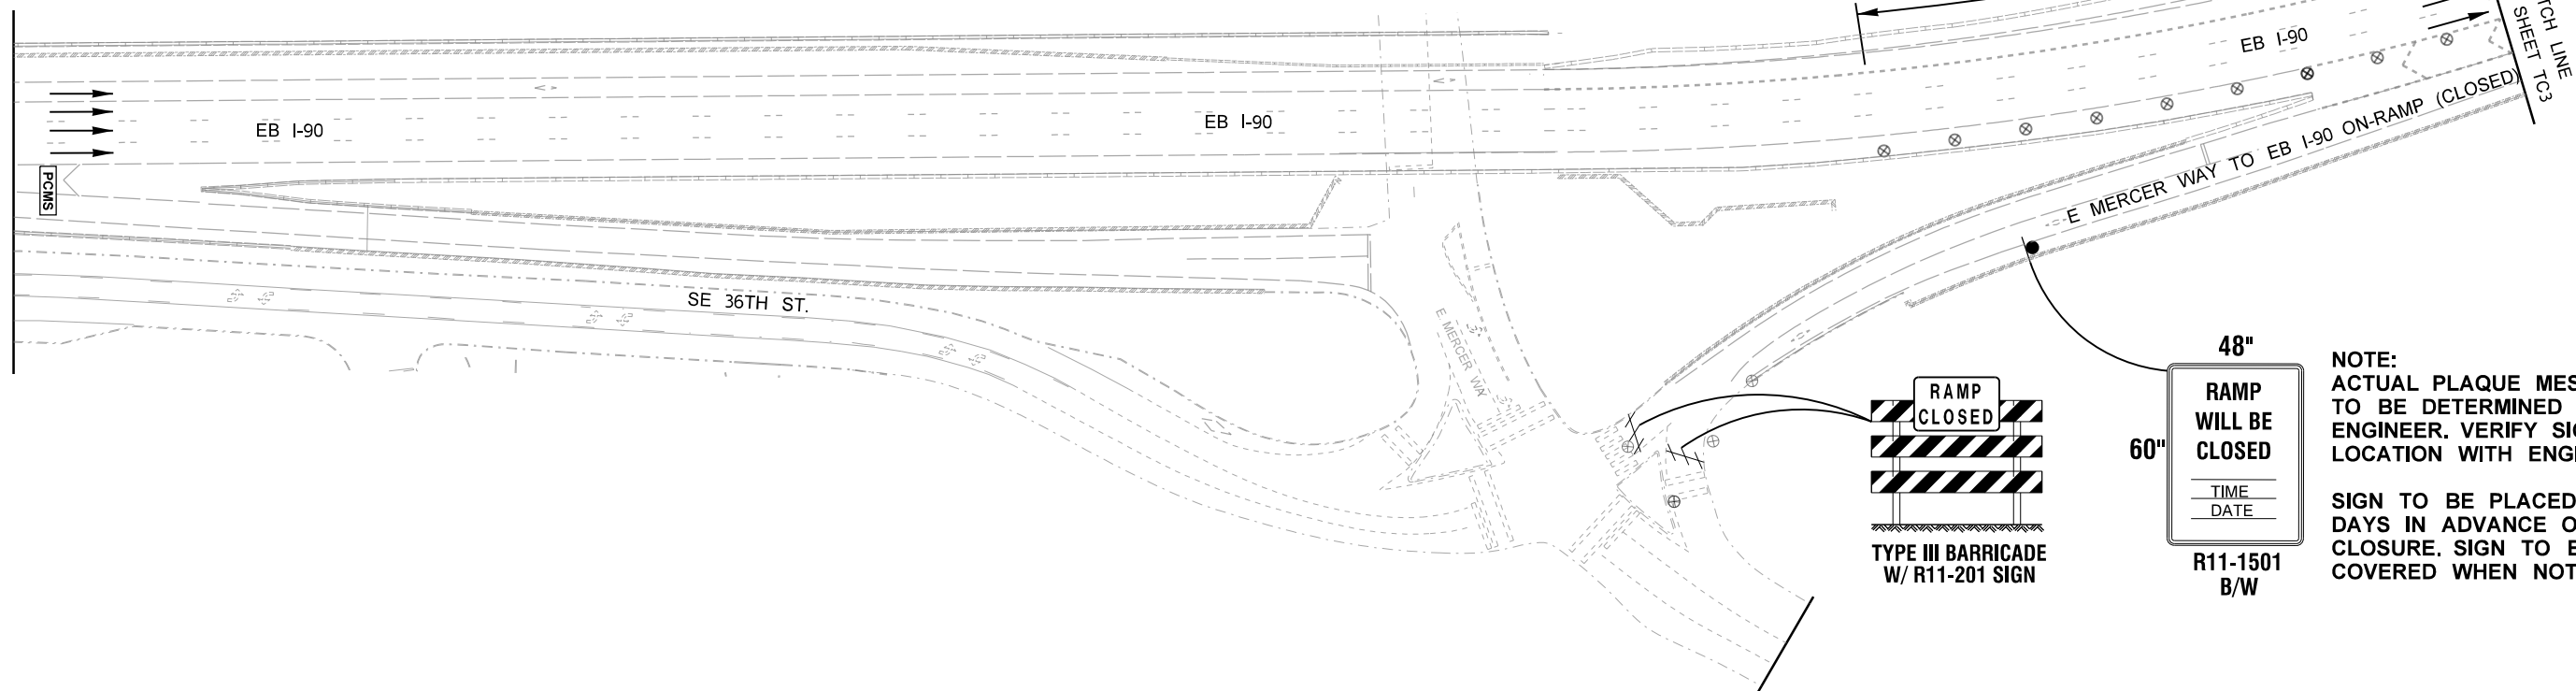 EB I-90
EB I-90
EB I-90
LINE
SHEET TC3
PCMS
E MERCER WAY TO EB I-90 ON-RAMP (CLOSED)
SE 36TH ST.
E MERCER WAY
RAMP
CLOSED
TYPE III BARRICADE
W/ R11-201 SIGN
48"
60"
RAMP
WILL BE
CLOSED
TIME
DATE
R11-1501
B/W
NOTE:
ACTUAL PLAQUE
TO BE DETERMINED
ENGINEER. VERIFY
LOCATION WITH
SIGN TO BE PLACED
DAYS IN ADVANCE
CLOSURE. SIGN TO
COVERED WHEN NOT